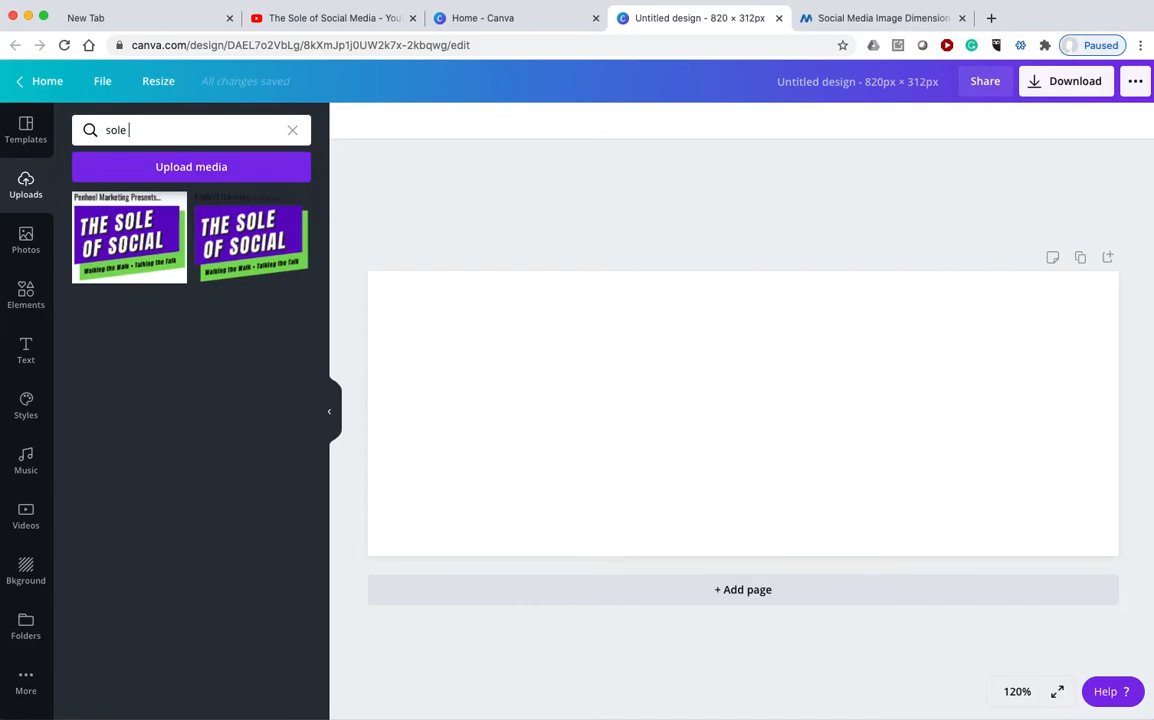 New Tab
The Sole of Social Media - You
Home - Canva
Untitled design - 820 × 312px
Social Media Image Dimension
canva.com/design/DAEL7o2VbLg/8kXmJp1j0UW2k7x-2kbqwg/edit
Paused
Home
File
Resize
All changes saved
Untitled design - 820px × 312px
Share
Download
Templates
Uploads
Photos
Elements
Text
Styles
Music
Videos
Bkground
Folders
More
sole
Upload media
Penheel Marketing Presents...
THE SOLE
OF SOCIAL
Walking the Walk • Talking the Talk
THE SOLE
OF SOCIAL
Walking the Walk • Talking the Talk
+ Add page
120%
Help ?